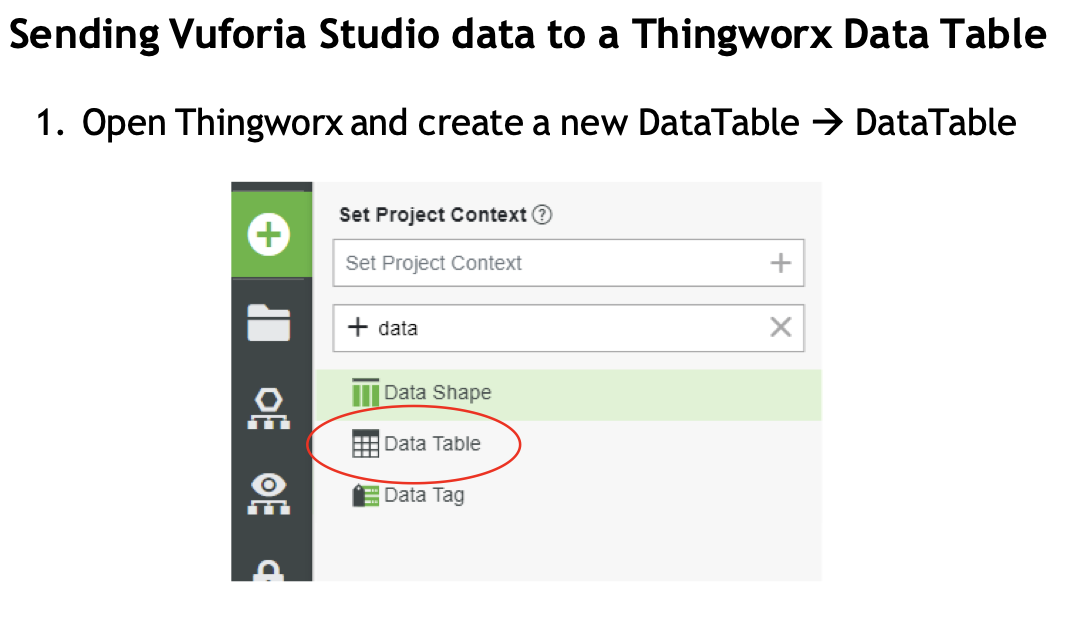 Sending Vuforia Studio data to a Thingworx Data Table
1. Open Thingworx and create a new DataTable → DataTable
Set Project Context ?
Set Project Context +
+ data ×
Data Shape
Data Table
Data Tag